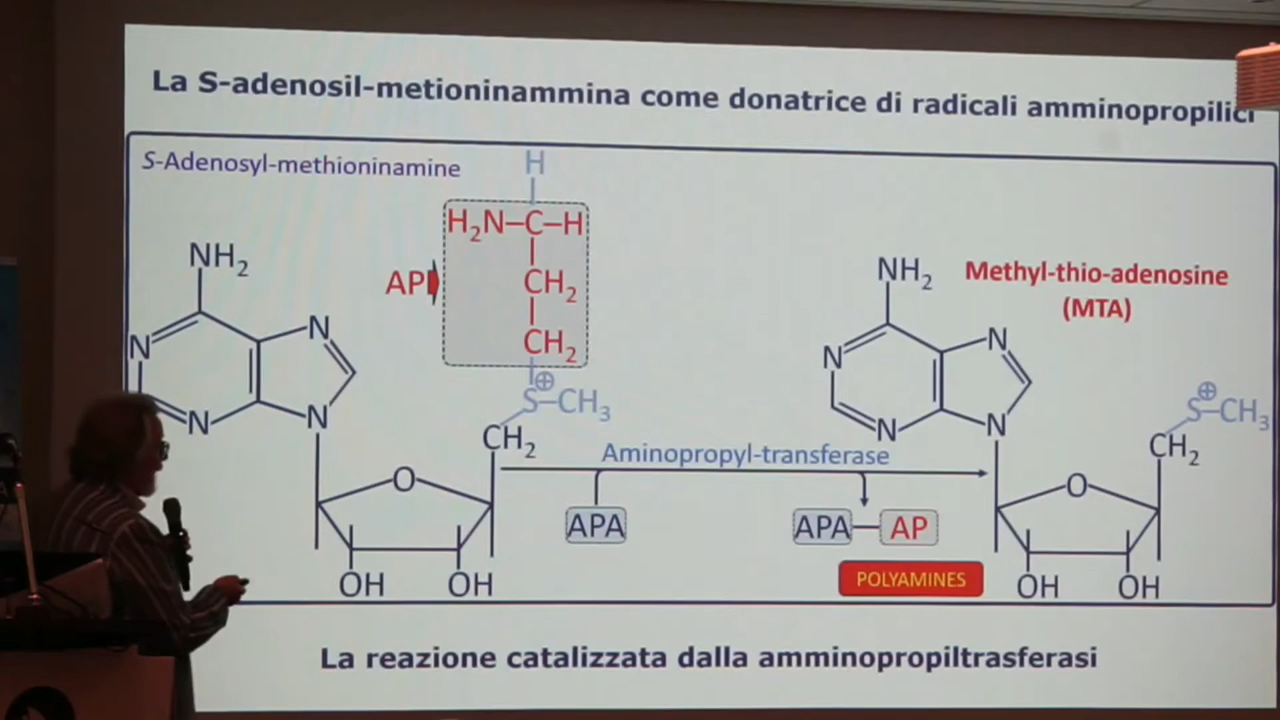 La S-adenosil-metioninammina come donatrice di radicali amminopropilici
S-Adenosyl-methioninamine
H
H₂N–C–H
AP
CH₂
CH₂
S⊕–CH₃
CH₂
NH₂
N
N
N
N
O
OH
OH
Aminopropyl-transferase
APA
APA–AP
POLYAMINES
NH₂
Methyl-thio-adenosine
(MTA)
N
N
N
N
S⊕–CH₃
CH₂
O
OH
OH
La reazione catalizzata dalla amminopropiltrasferasi